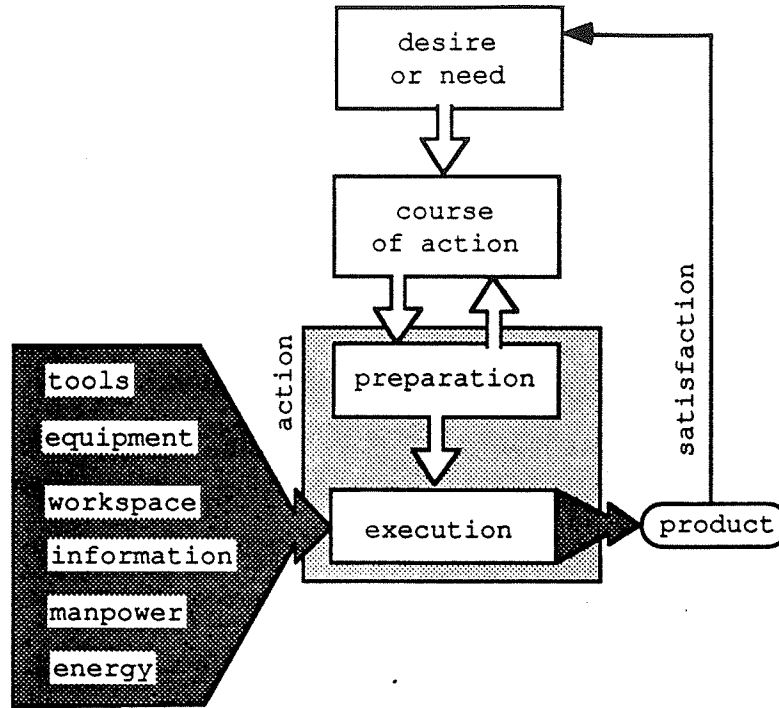 desire
or need
course
of action
action
preparation
execution
tools
equipment
workspace
information
manpower
energy
product
satisfaction